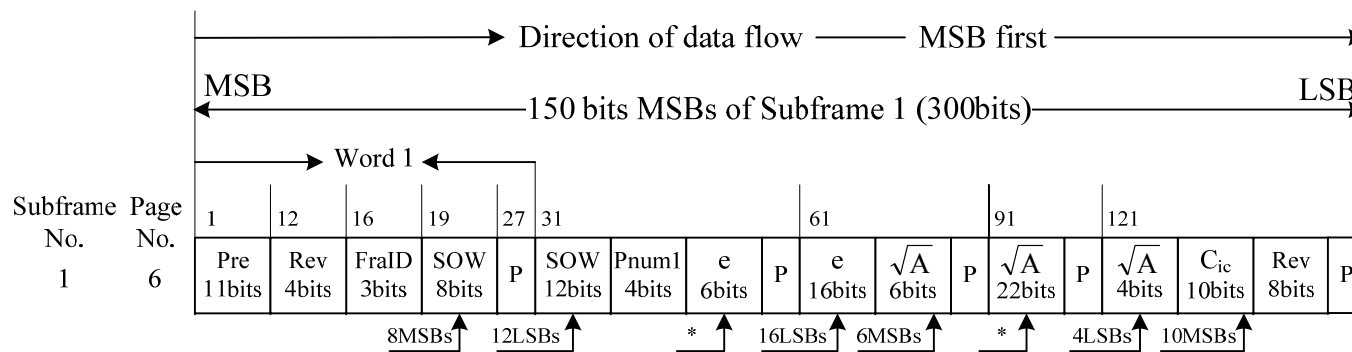 Direction of data flow MSB first
MSB LSB
150 bits MSBs of Subframe 1 (300bits)
Word 1
Subframe No. Page No.
1 12 16 19 27 31 61 91 121
1 6
Pre 11bits
Rev 4bits
FraID 3bits
SOW 8bits
P
SOW 12bits
Pnum1 4bits
e 6bits
P
e 16bits
√A 6bits
P
√A 22bits
P
√A 4bits
Cic 10bits
Rev 8bits
P
8MSBs 12LSBs * 16LSBs 6MSBs * 4LSBs 10MSBs